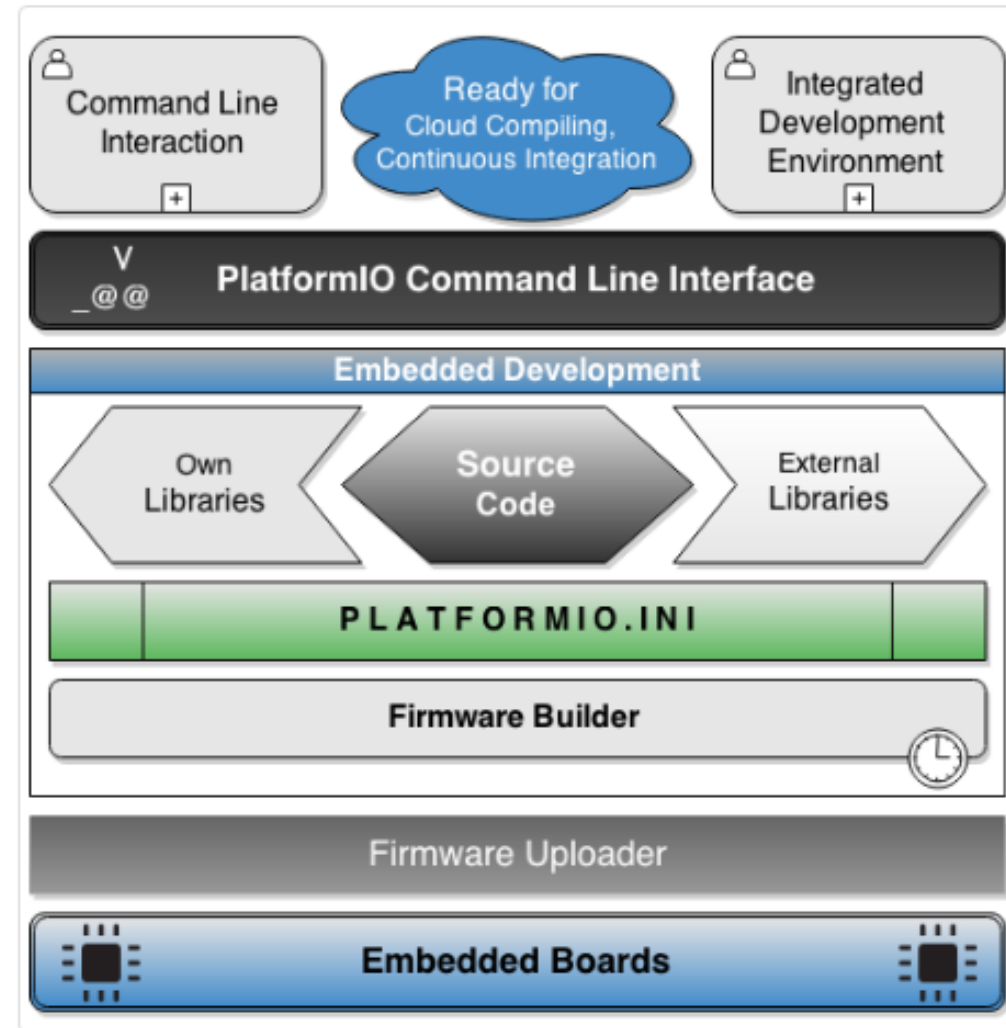 Command Line
Interaction
Ready for
Cloud Compiling,
Continuous Integration
Integrated
Development
Environment
V
_@@
PlatformIO Command Line Interface
Embedded Development
Own
Libraries
Source
Code
External
Libraries
PLATFORMIO.INI
Firmware Builder
Firmware Uploader
Embedded Boards